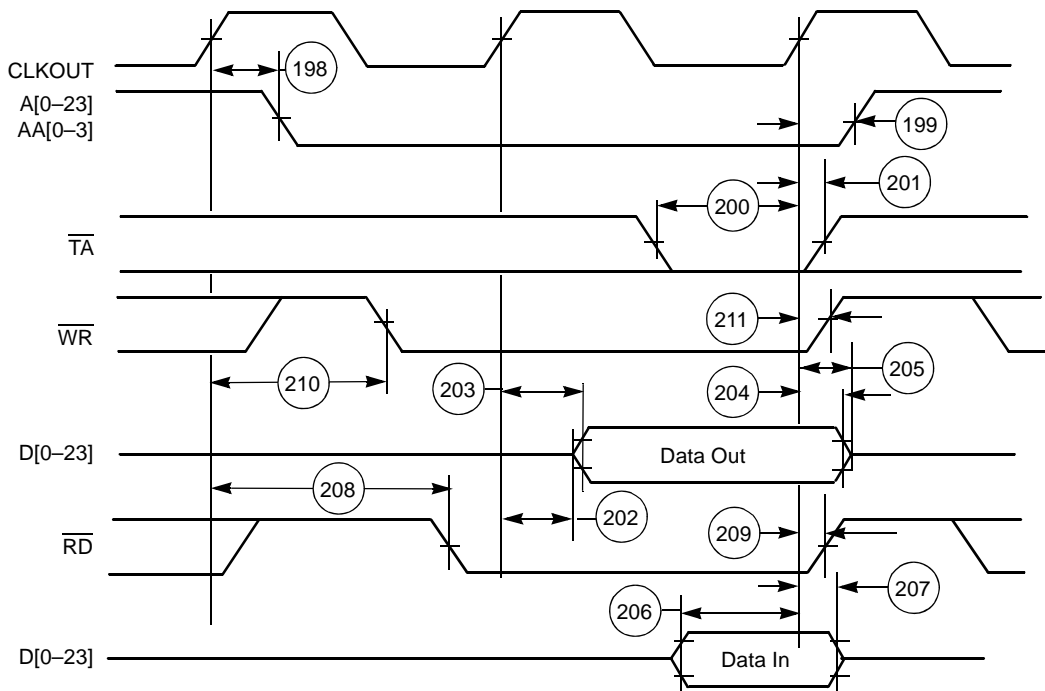 CLKOUT
198
A[0–23]
AA[0–3]
199
201
200
TA
211
WR
210
203
204
205
D[0–23]
Data Out
208
202
209
RD
206
207
D[0–23]
Data In